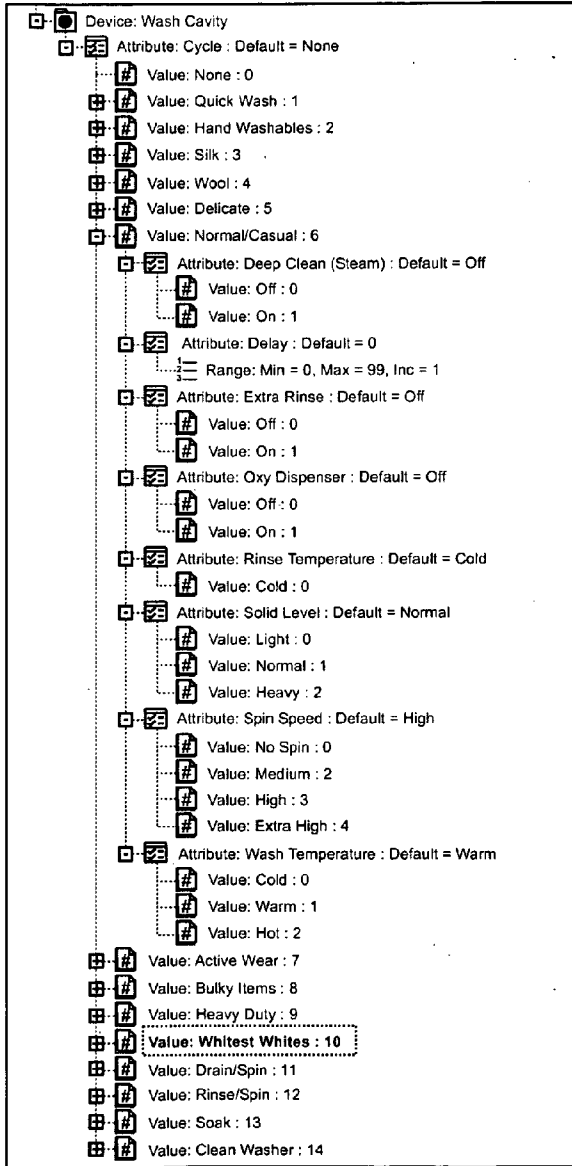 Device: Wash Cavity
Attribute: Cycle : Default = None
Value: None : 0
Value: Quick Wash : 1
Value: Hand Washables : 2
Value: Silk : 3
Value: Wool : 4
Value: Delicate : 5
Value: Normal/Casual : 6
Attribute: Deep Clean (Steam) : Default = Off
Value: Off : 0
Value: On : 1
Attribute: Delay : Default = 0
Range: Min = 0, Max = 99, Inc = 1
Attribute: Extra Rinse : Default = Off
Value: Off : 0
Value: On : 1
Attribute: Oxy Dispenser : Default = Off
Value: Off : 0
Value: On : 1
Attribute: Rinse Temperature : Default = Cold
Value: Cold : 0
Attribute: Solid Level : Default = Normal
Value: Light : 0
Value: Normal : 1
Value: Heavy : 2
Attribute: Spin Speed : Default = High
Value: No Spin : 0
Value: Medium : 2
Value: High : 3
Value: Extra High : 4
Attribute: Wash Temperature : Default = Warm
Value: Cold : 0
Value: Warm : 1
Value: Hot : 2
Value: Active Wear : 7
Value: Bulky Items : 8
Value: Heavy Duty : 9
Value: Whitest Whites : 10
Value: Drain/Spin : 11
Value: Rinse/Spin : 12
Value: Soak : 13
Value: Clean Washer : 14